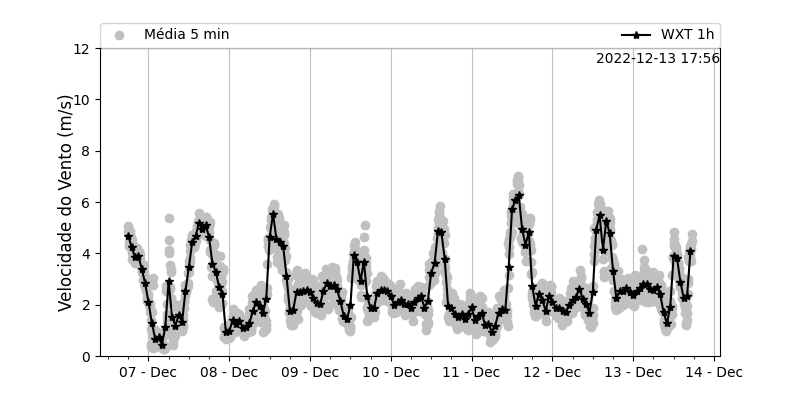 Média 5 min
WXT 1h
2022-12-13 17:56
Velocidade do Vento (m/s)
12
10
8
6
4
2
0
07 - Dec
08 - Dec
09 - Dec
10 - Dec
11 - Dec
12 - Dec
13 - Dec
14 - Dec